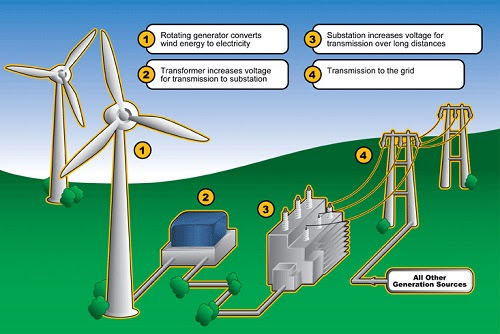 1 Rotating generator converts
wind energy to electricity
2 Transformer increases voltage
for transmission to substation
3 Substation increases voltage for
transmission over long distances
4 Transmission to the grid
1
2
3
4
All Other
Generation Sources